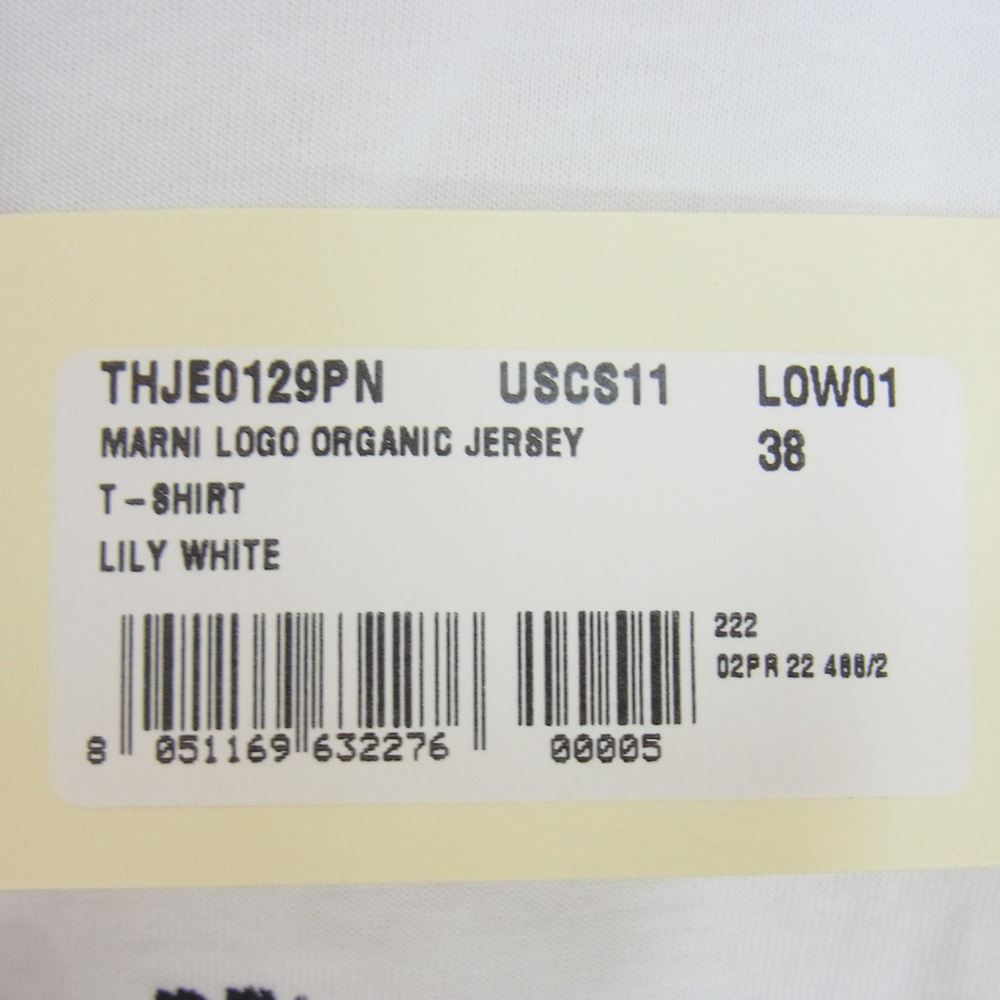 THJE0129PN USCS11 LOW01
MARNI LOGO ORGANIC JERSEY 38
T-SHIRT
LILY WHITE
222
02PR 22 488/2
8 051169 632276 00005